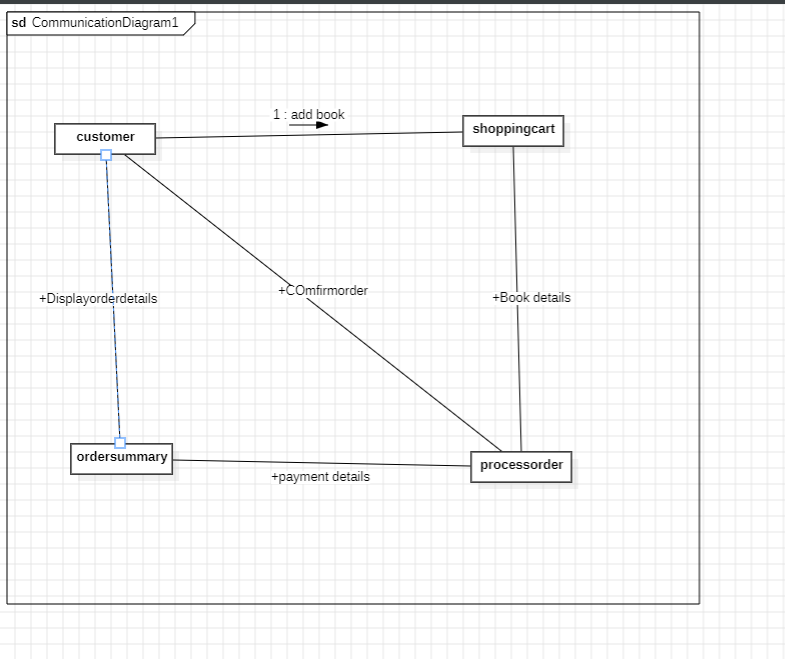 sd CommunicationDiagram1
1 : add book
customer
shoppingcart
+Displayorderdetails
+COmfirmorder
+Book details
ordersummary
processorder
+payment details